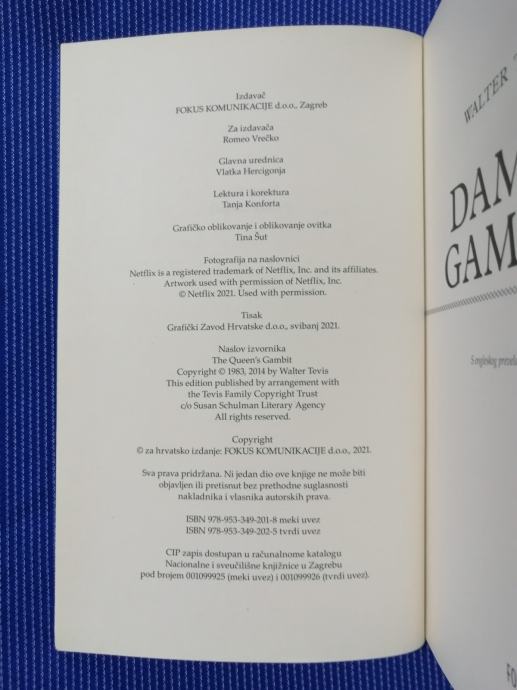 Izdavač
FOKUS KOMUNIKACIJE d.o.o., Zagreb
Za izdavača
Romeo Vrečko
Glavna urednica
Vlatka Hercigonja
Lektura i korektura
Tanja Konforta
Grafičko oblikovanje i oblikovanje ovitka
Tina Šut
Fotografija na naslovnici
Netflix is a registered trademark of Netflix, Inc. and its affiliates.
Artwork used with permission of Netflix, Inc.
© Netflix 2021. Used with permission.
Tisak
Grafički Zavod Hrvatske d.o.o., svibanj 2021.
Naslov izvornika
The Queen's Gambit
Copyright © 1983, 2014 by Walter Tevis
This edition published by arrangement with
the Tevis Family Copyright Trust
c/o Susan Schulman Literary Agency
All rights reserved.
Copyright
© za hrvatsko izdanje: FOKUS KOMUNIKACIJE d.o.o., 2021.
Sva prava pridržana. Ni jedan dio ove knjige ne može biti
objavljen ili pretisnut bez prethodne suglasnosti
nakladnika i vlasnika autorskih prava.
ISBN 978-953-349-201-8 meki uvez
ISBN 978-953-349-202-5 tvrdi uvez
CIP zapis dostupan u računalnome katalogu
Nacionalne i sveučilišne knjižnice u Zagrebu
pod brojem 001099925 (meki uvez) i 001099926 (tvrdi uvez).
WALTER
DAM
GAM
S engleskog
FO